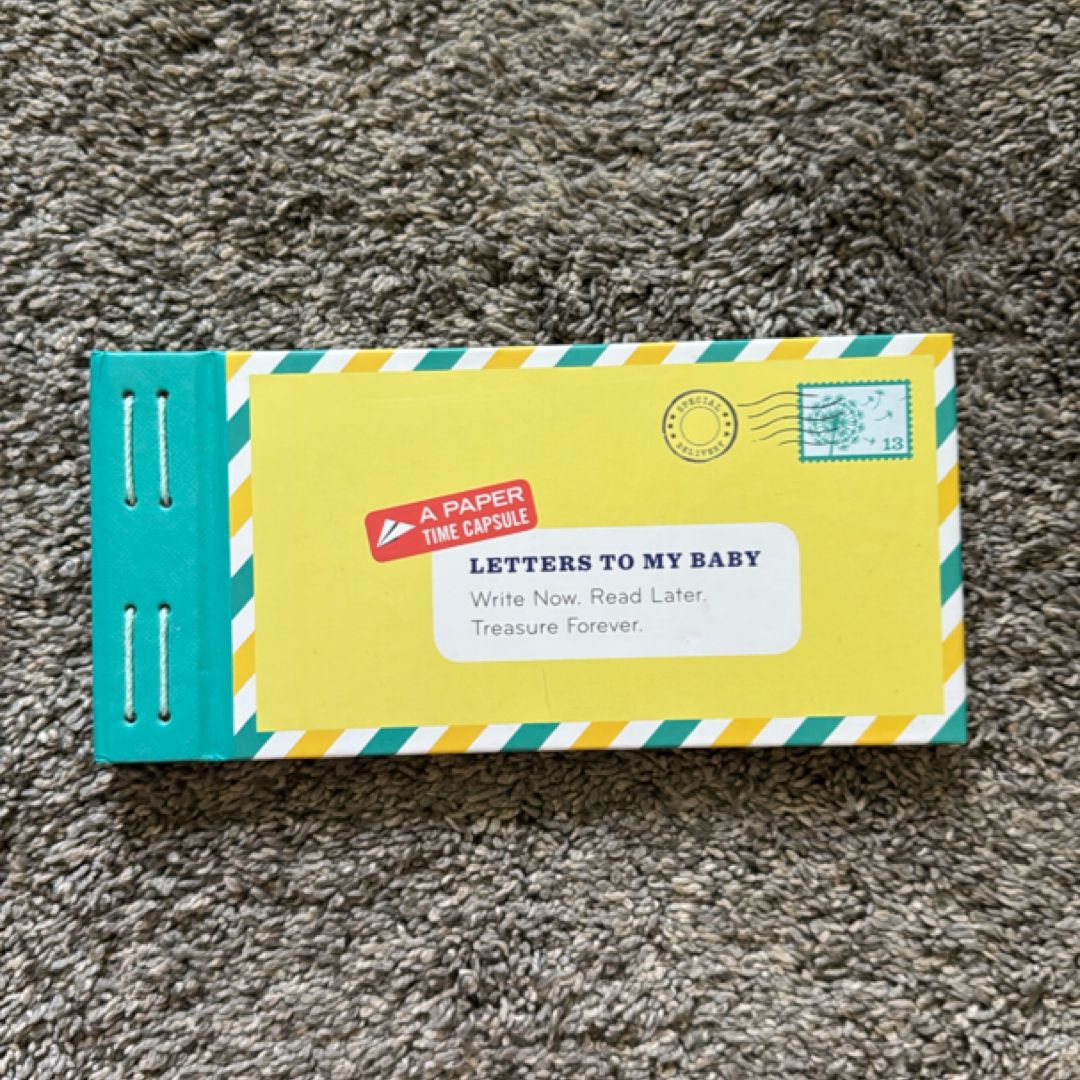 SPECIAL
DELIVERY
13
A PAPER
TIME CAPSULE
LETTERS TO MY BABY
Write Now. Read Later.
Treasure Forever.